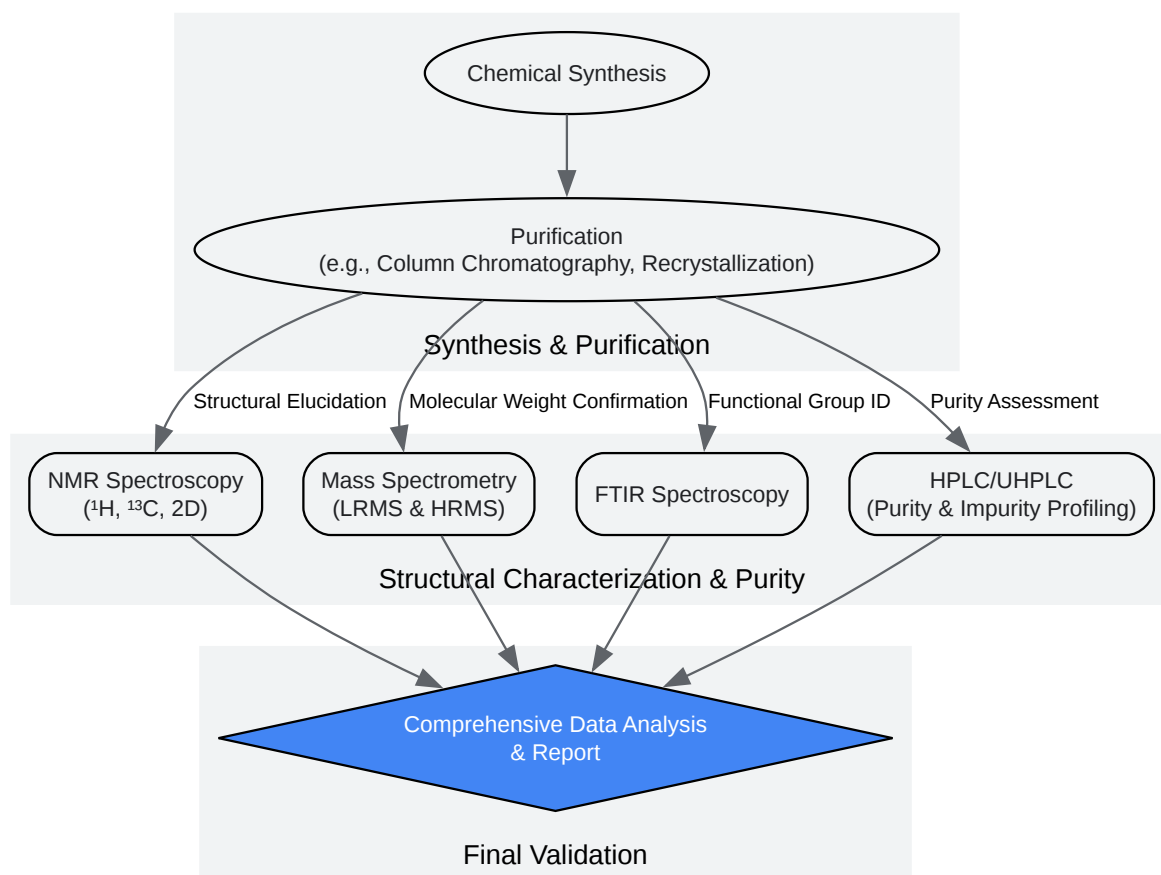 Chemical Synthesis
Purification
(e.g., Column Chromatography, Recrystallization)
Synthesis & Purification
Structural Elucidation
Molecular Weight Confirmation
Functional Group ID
Purity Assessment
NMR Spectroscopy
(¹H, ¹³C, 2D)
Mass Spectrometry
(LRMS & HRMS)
FTIR Spectroscopy
HPLC/UHPLC
(Purity & Impurity Profiling)
Structural Characterization & Purity
Comprehensive Data Analysis
& Report
Final Validation